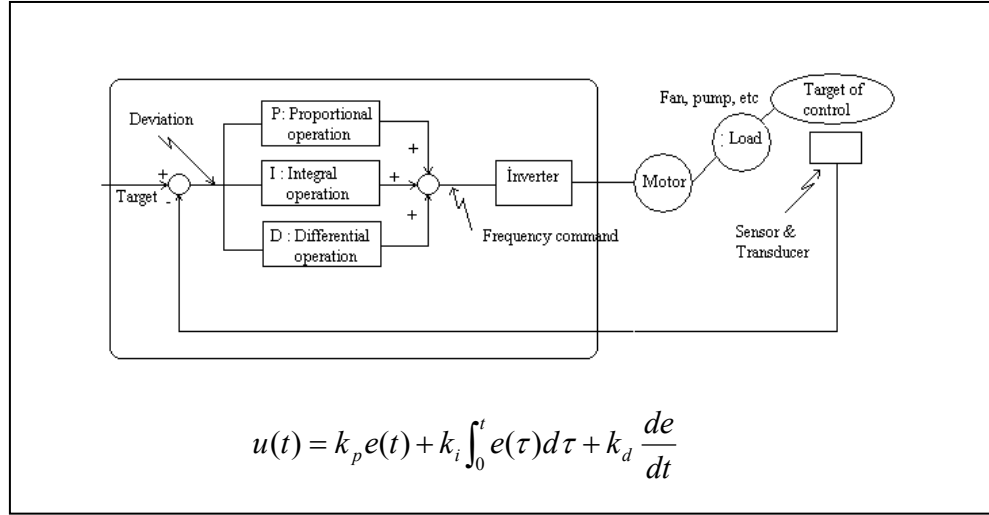 Fan, pump, etc
Target of
control
Deviation
P: Proportional
operation
: Load
+
+
Target
-
I : Integral
operation
+
İnverter
Motor
+
D : Differential
operation
Frequency command
Sensor &
Transducer
u(t) = k_p e(t) + k_i ∫_0^t e(τ)dτ + k_d de/dt